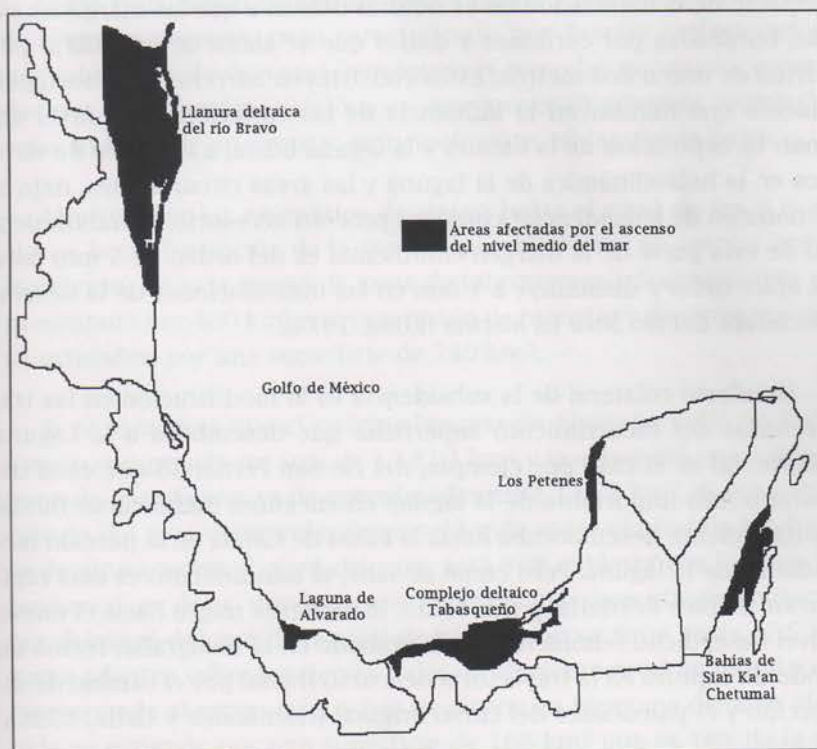 Llanura deltaica
del río Bravo
Áreas afectadas por el ascenso
del nivel medio del mar
Golfo de Mèxico
Los Petenes
Laguna de
Alvarado
Complejo deltaico
Tabasqueño
Bahías de
Sian Ka'an
Chetumal